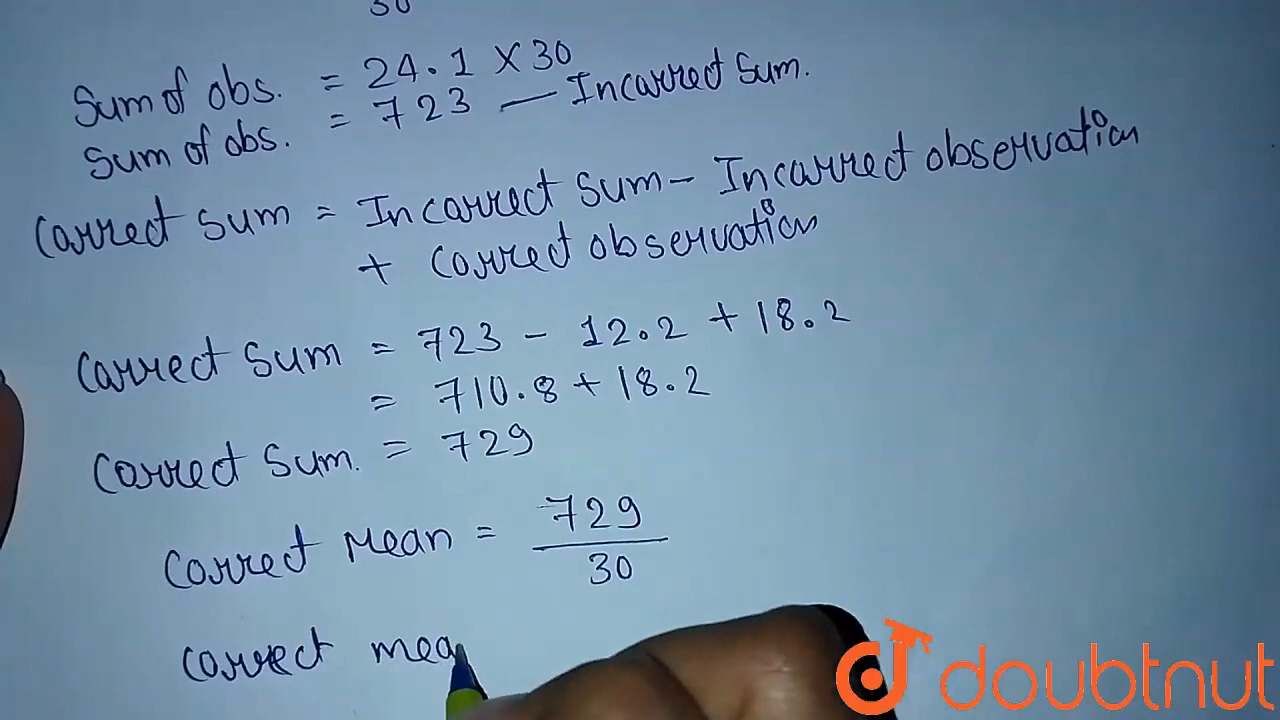 30
Sum of obs. = 24.1 × 30
Sum of obs. = 723 — Incorrect Sum.
Correct Sum = Incorrect Sum - Incorrect observation
+ Correct observation
Correct Sum = 723 - 12.2 + 18.2
= 710.8 + 18.2
Correct Sum. = 729
Correct Mean = 729
30
Correct mea
doubtnut